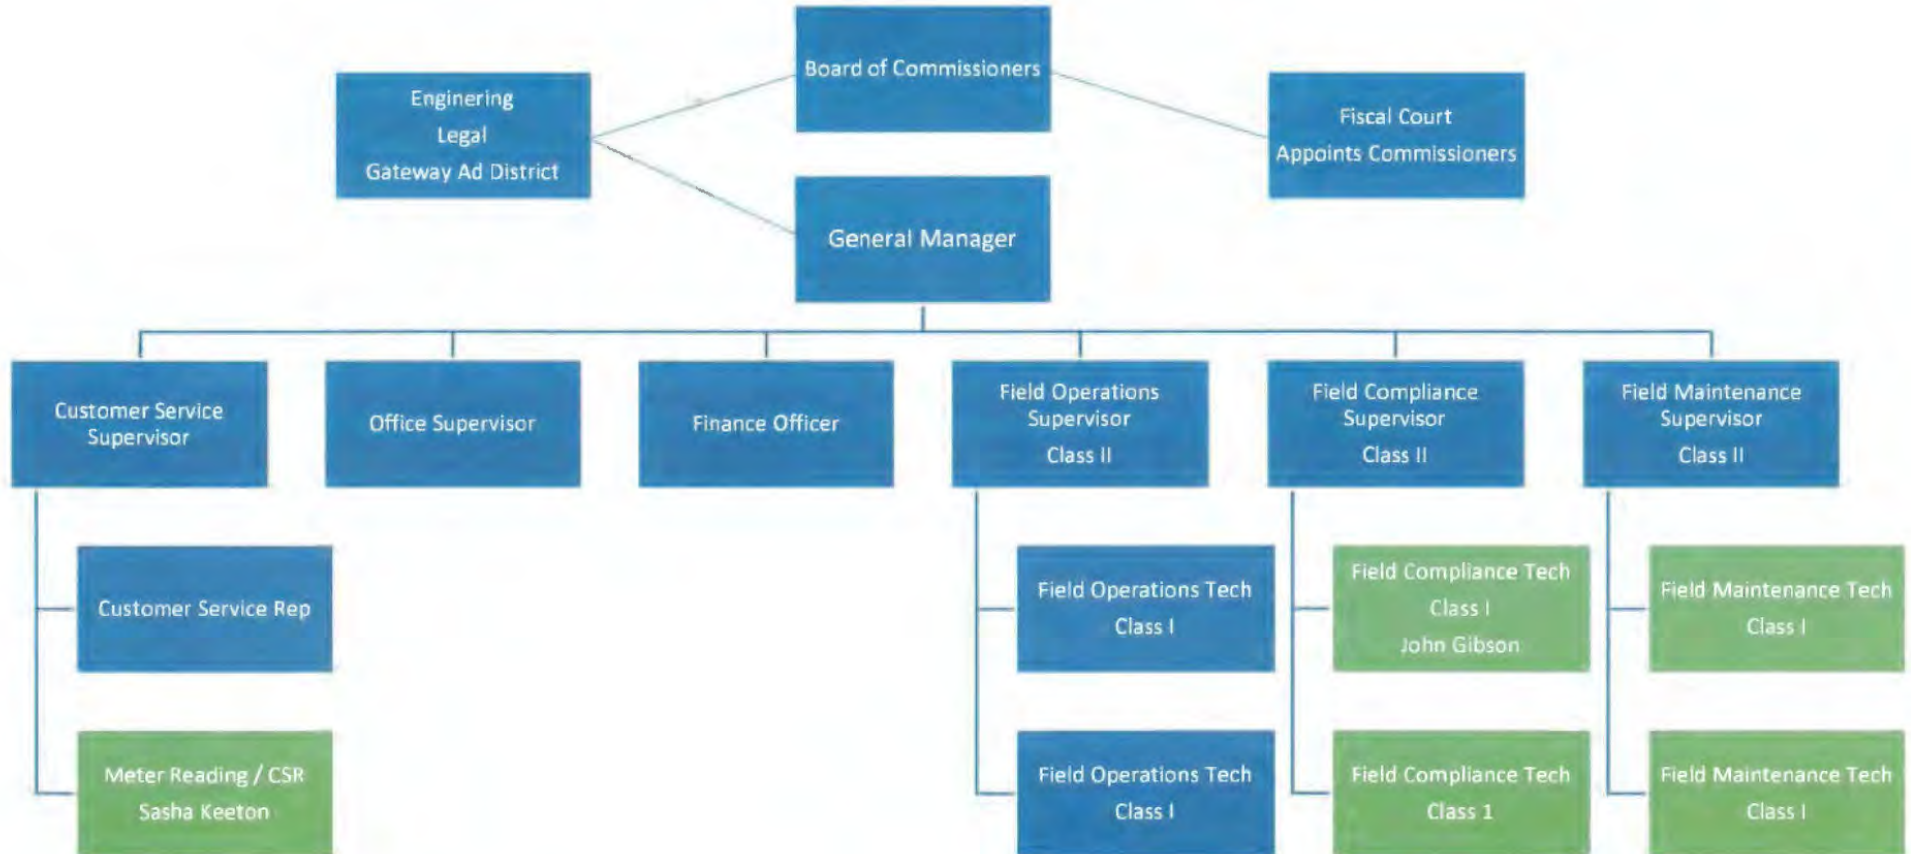 Board of Commissioners
Enginering
Legal
Gateway Ad District
Fiscal Court
Appoints Commissioners
General Manager
Customer Service
Supervisor
Office Supervisor
Finance Officer
Field Operations
Supervisor
Class II
Field Compliance
Supervisor
Class II
Field Maintenance
Supervisor
Class II
Customer Service Rep
Field Operations Tech
Class I
Field Compliance Tech
Class I
John Gibson
Field Maintenance Tech
Class I
Meter Reading / CSR
Sasha Keeton
Field Operations Tech
Class I
Field Compliance Tech
Class 1
Field Maintenance Tech
Class I